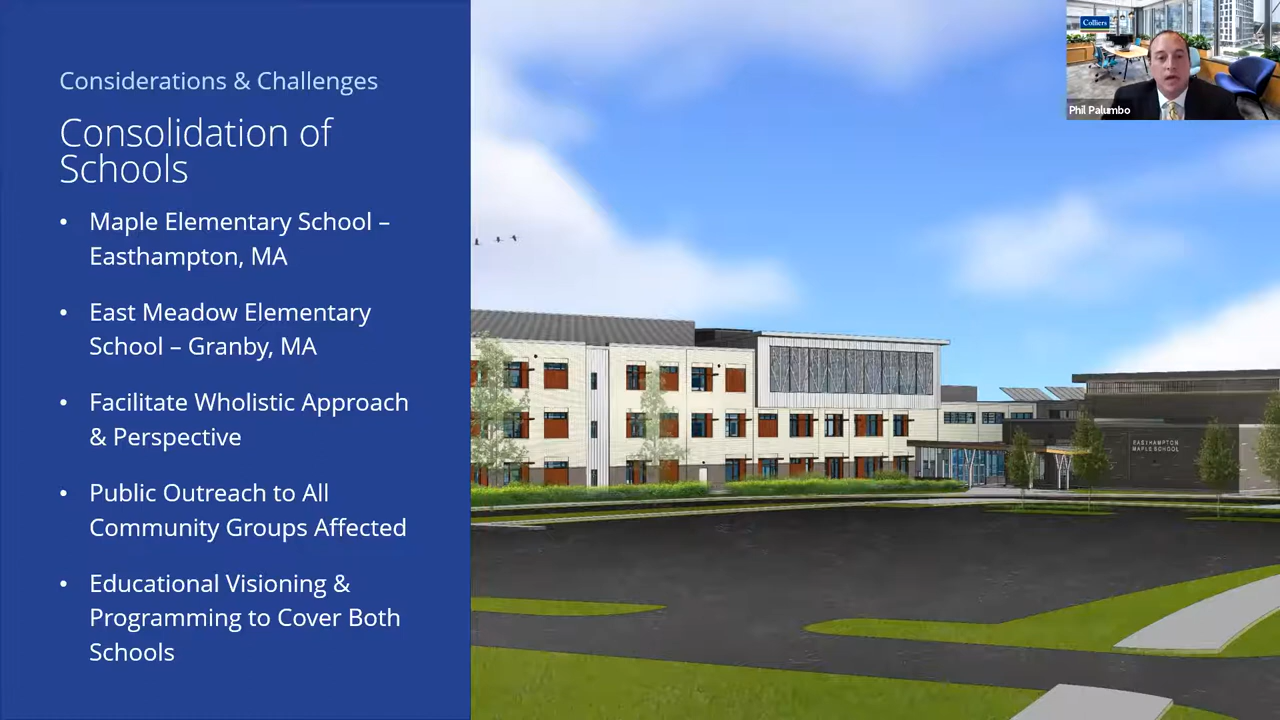 Considerations & Challenges
Consolidation of
Schools
• Maple Elementary School –
Easthampton, MA
• East Meadow Elementary
School – Granby, MA
• Facilitate Wholistic Approach
& Perspective
• Public Outreach to All
Community Groups Affected
• Educational Visioning &
Programming to Cover Both
Schools
Colliers
Phil Palumbo
EASTHAMPTON
MAPLE SCHOOL